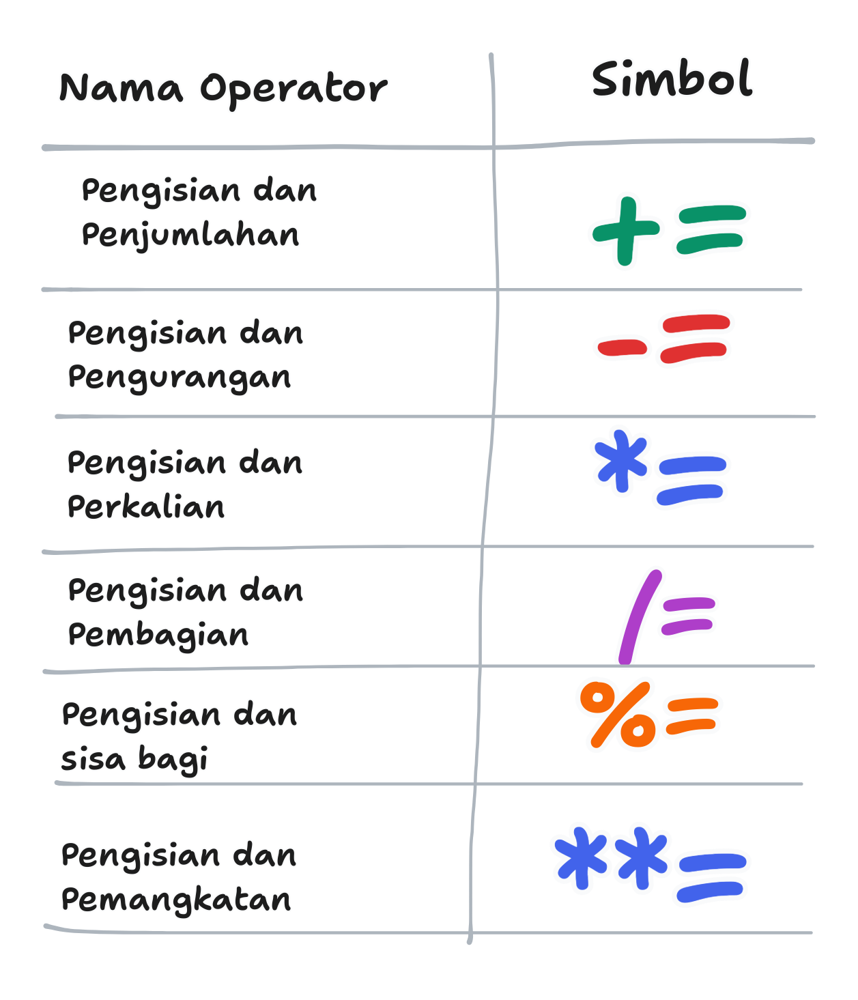 Nama Operator
Simbol
Pengisian dan
Penjumlahan
+=
Pengisian dan
Pengurangan
-=
Pengisian dan
Perkalian
*=
Pengisian dan
Pembagian
/=
Pengisian dan
sisa bagi
%=
Pengisian dan
Pemangkatan
**=